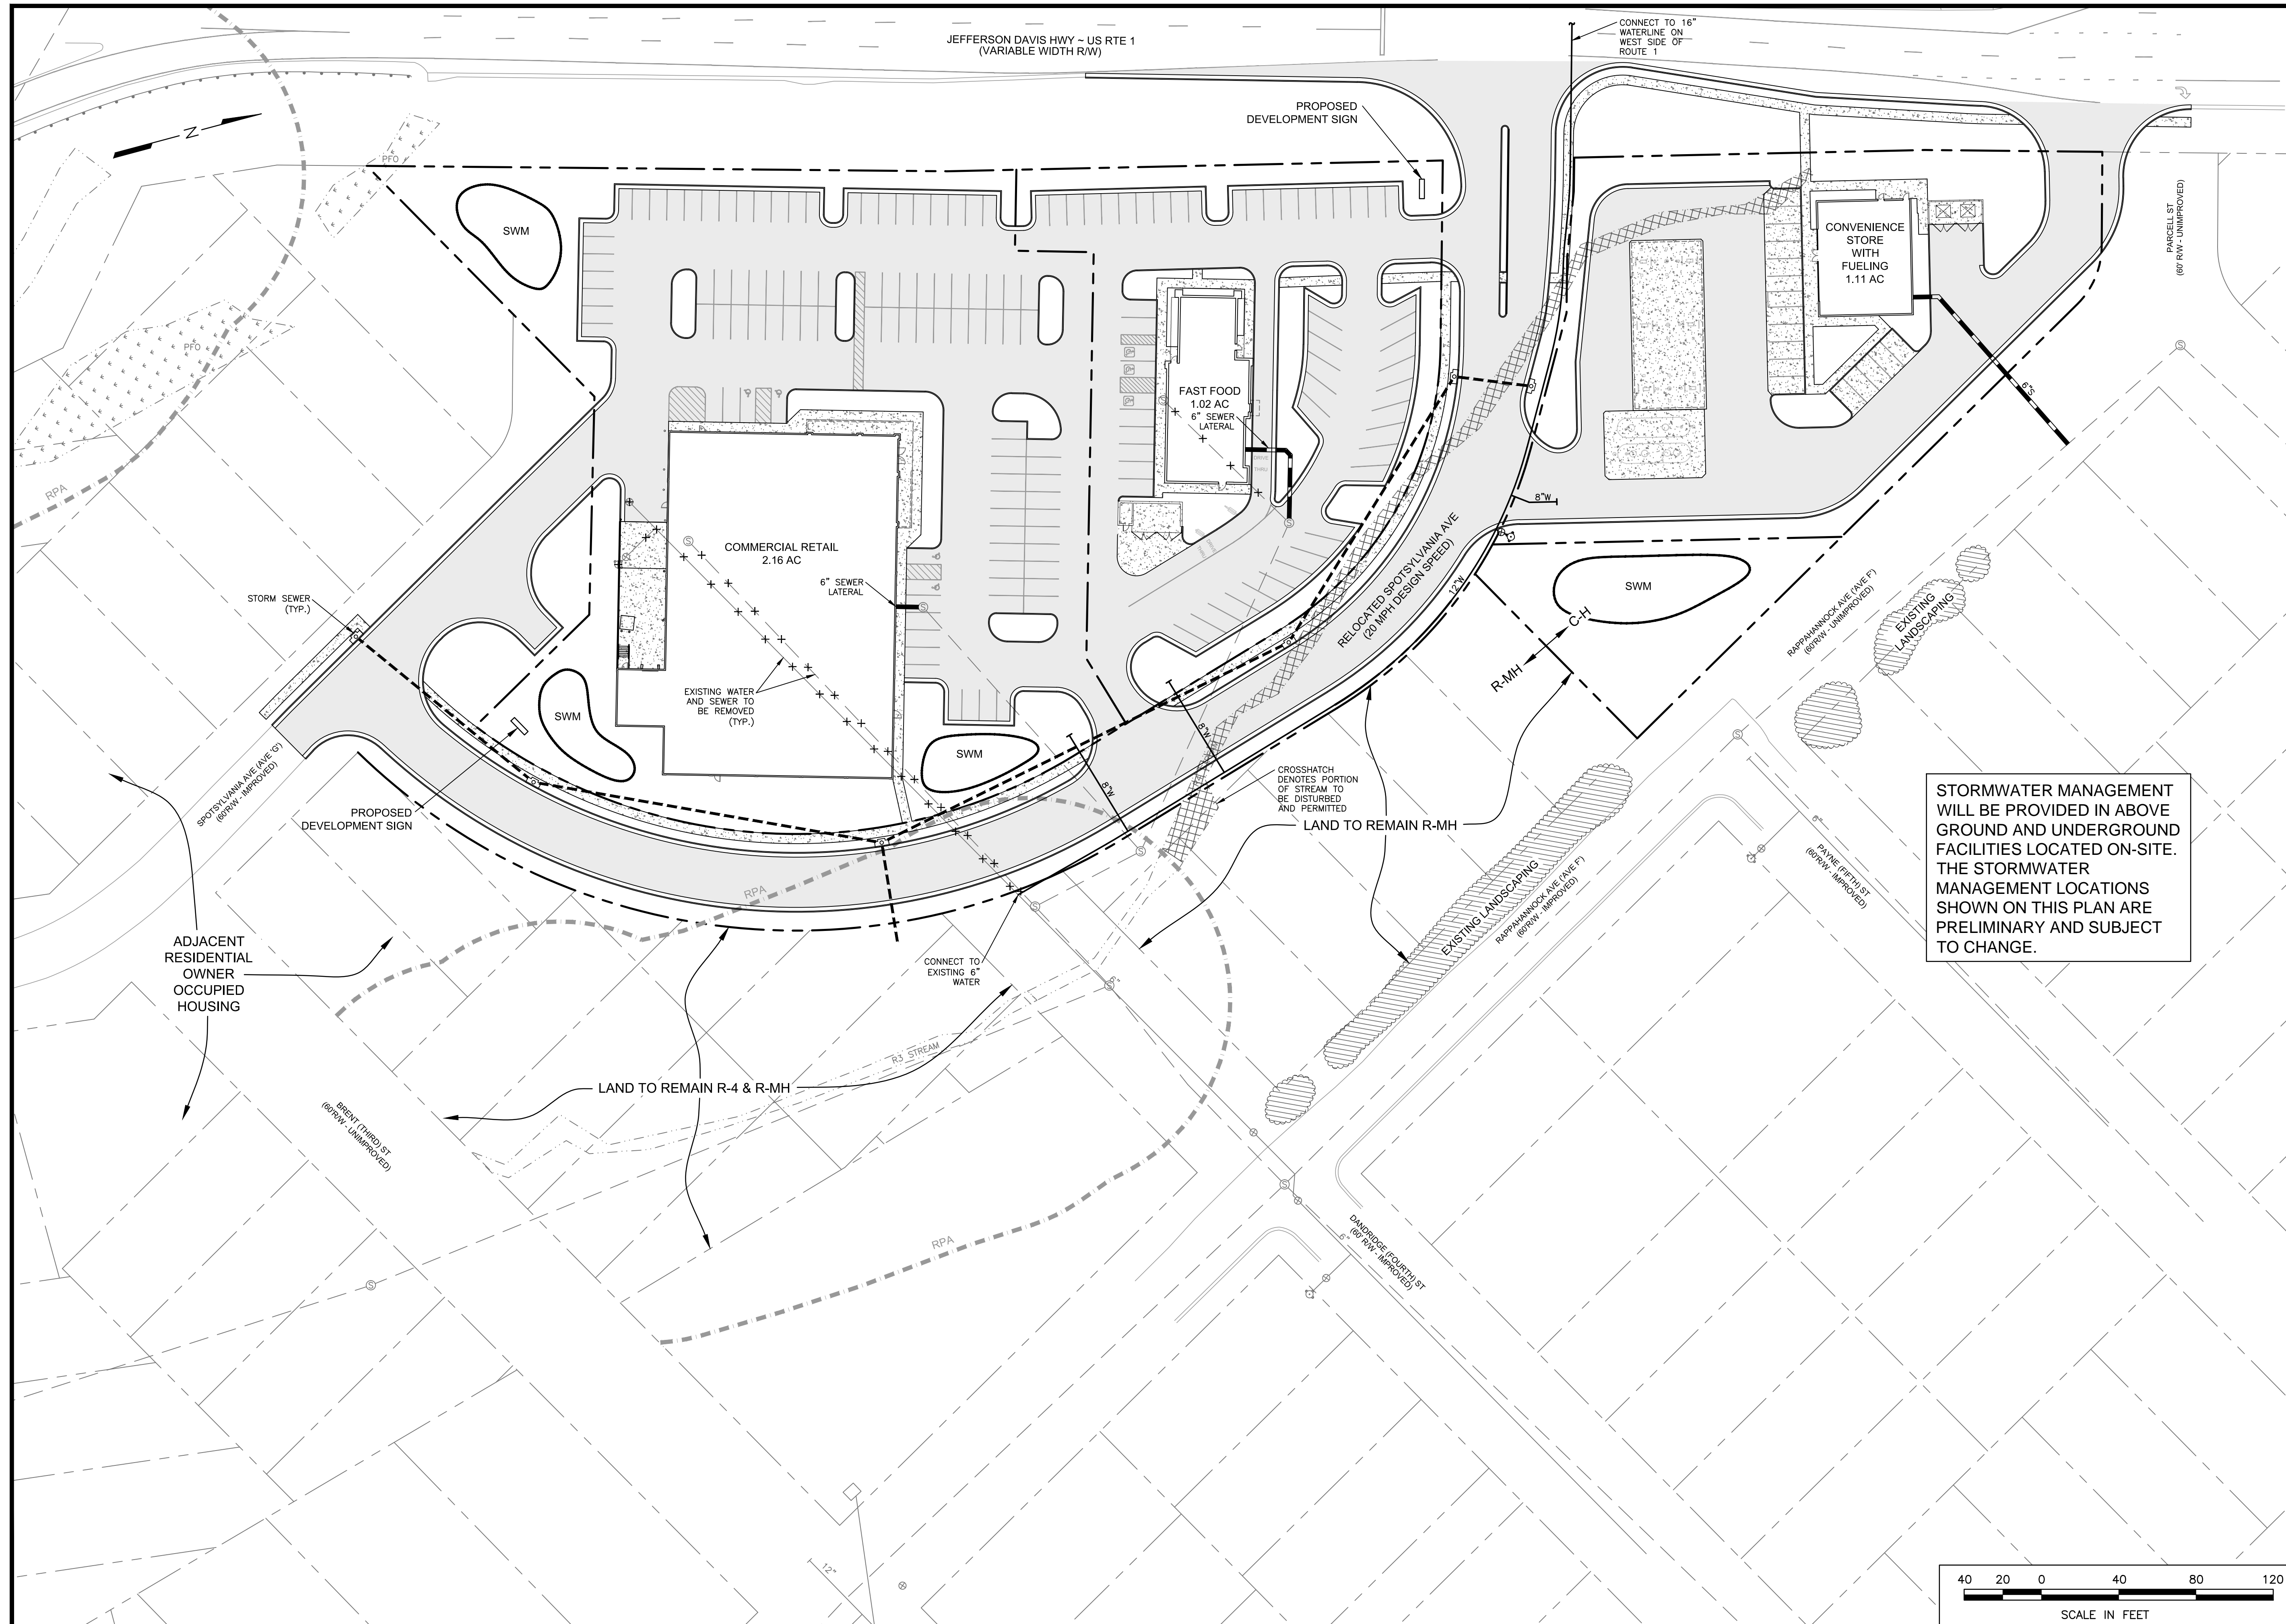 JEFFERSON DAVIS HWY ~ US RTE 1
(VARIABLE WIDTH R/W)
CONNECT TO 16"
WATERLINE ON
WEST SIDE OF
ROUTE 1
PROPOSED
DEVELOPMENT SIGN
N
PFO
SWM
PARCELL ST
(60' R/W - UNIMPROVED)
CONVENIENCE
STORE
WITH
FUELING
1.11 AC
PFO
RPA
FAST FOOD
1.02 AC
6" SEWER
LATERAL
DRIVE
THRU
6"S
8"W
COMMERCIAL RETAIL
2.16 AC
6" SEWER
LATERAL
STORM SEWER
(TYP.)
RELOCATED SPOTSYLVANIA AVE
(20 MPH DESIGN SPEED)
12"W
SWM
C-H
R-MH
RAPPAHANNOCK AVE (AVE F')
(60'R/W - UNIMPROVED)
EXISTING
LANDSCAPING
EXISTING WATER
AND SEWER TO
BE REMOVED
(TYP.)
SWM
SWM
8"W
8"W
SPOTSYLVANIA AVE (AVE 'G')
(60'R/W - IMPROVED)
PROPOSED
DEVELOPMENT SIGN
CROSSHATCH
DENOTES PORTION
OF STREAM TO
BE DISTURBED
AND PERMITTED
LAND TO REMAIN R-MH
STORMWATER MANAGEMENT
WILL BE PROVIDED IN ABOVE
GROUND AND UNDERGROUND
FACILITIES LOCATED ON-SITE.
THE STORMWATER
MANAGEMENT LOCATIONS
SHOWN ON THIS PLAN ARE
PRELIMINARY AND SUBJECT
TO CHANGE.
8"
PAYNE (FIFTH) ST
(60'R/W - IMPROVED)
RPA
EXISTING LANDSCAPING
RAPPAHANNOCK AVE (AVE F')
(60'R/W - IMPROVED)
ADJACENT
RESIDENTIAL
OWNER
OCCUPIED
HOUSING
CONNECT TO
EXISTING 6"
WATER
6"
R3 STREAM
LAND TO REMAIN R-4 & R-MH
BRENT (THIRD) ST
(60'R/W - UNIMPROVED)
RPA
DANDRIDGE (FOURTH) ST
(60' R/W - IMPROVED)
6"
12"
40 20 0 40 80 120
SCALE IN FEET